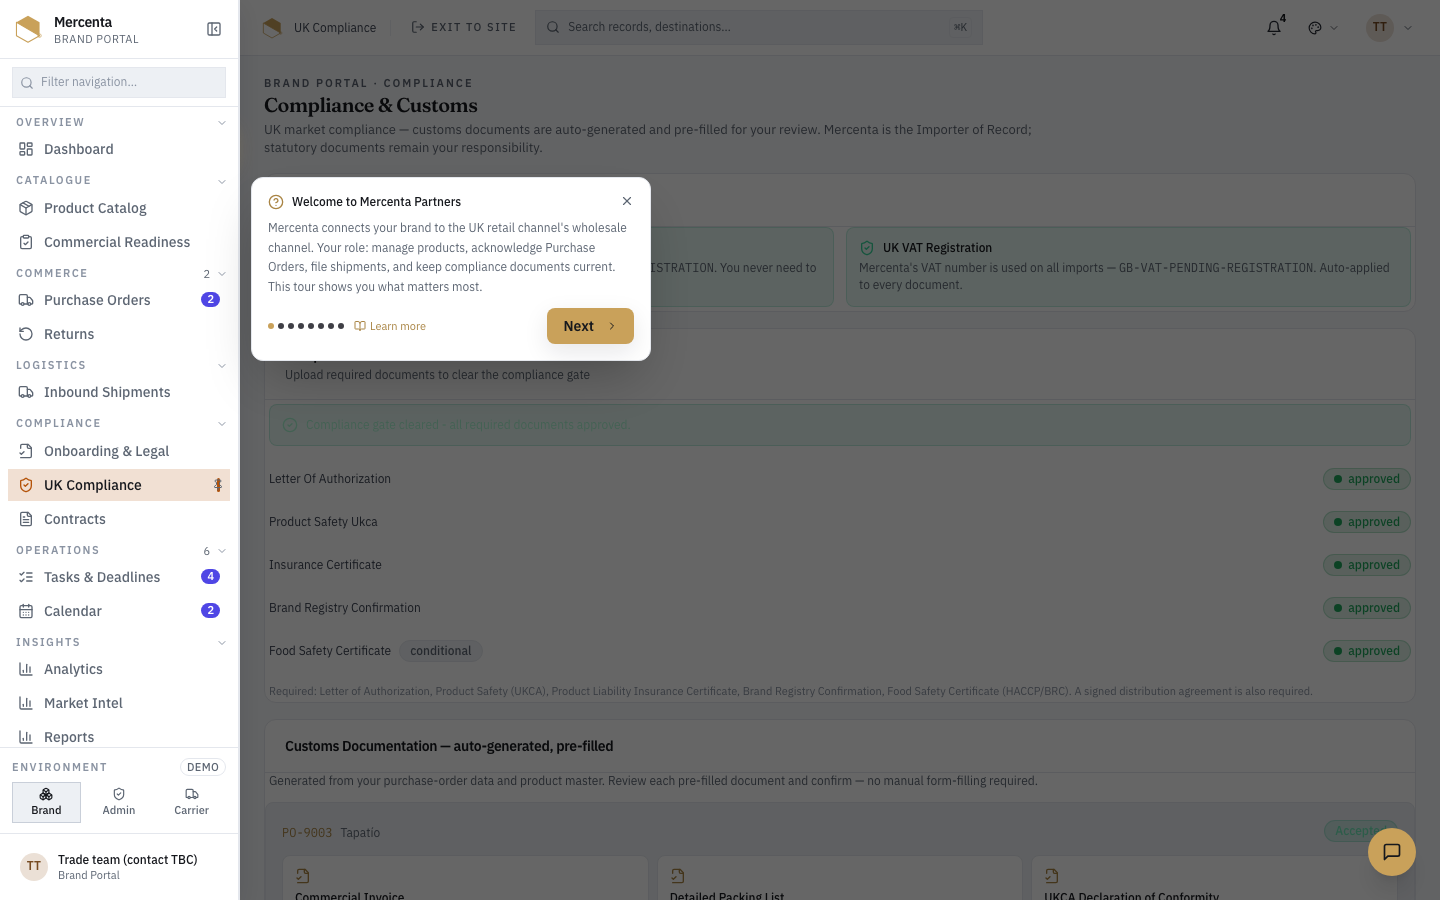 Mercenta
BRAND PORTAL
Filter navigation...
OVERVIEW
Dashboard
CATALOGUE
Product Catalog
Commercial Readiness
COMMERCE 2
Purchase Orders 2
Returns
LOGISTICS
Inbound Shipments
COMPLIANCE
Onboarding & Legal
UK Compliance
Contracts
OPERATIONS 6
Tasks & Deadlines 4
Calendar 2
INSIGHTS
Analytics
Market Intel
Reports
ENVIRONMENT DEMO
Brand Admin Carrier
TT Trade team (contact TBC)
Brand Portal
UK Compliance EXIT TO SITE Search records, destinations... ⌘K 4 TT
BRAND PORTAL · COMPLIANCE
Compliance & Customs
UK market compliance — customs documents are auto-generated and pre-filled for your review. Mercenta is the Importer of Record;
statutory documents remain your responsibility.
Welcome to Mercenta Partners
Mercenta connects your brand to the UK retail channel's wholesale
channel. Your role: manage products, acknowledge Purchase
Orders, file shipments, and keep compliance documents current.
This tour shows you what matters most.
Learn more Next
ISTRATION. You never need to
UK VAT Registration
Mercenta's VAT number is used on all imports — GB-VAT-PENDING-REGISTRATION. Auto-applied
to every document.
Upload required documents to clear the compliance gate
Compliance gate cleared - all required documents approved.
Letter Of Authorization approved
Product Safety Ukca approved
Insurance Certificate approved
Brand Registry Confirmation approved
Food Safety Certificate conditional approved
Required: Letter of Authorization, Product Safety (UKCA), Product Liability Insurance Certificate, Brand Registry Confirmation, Food Safety Certificate (HACCP/BRC). A signed distribution agreement is also required.
Customs Documentation — auto-generated, pre-filled
Generated from your purchase-order data and product master. Review each pre-filled document and confirm — no manual form-filling required.
PO-9003 Tapatio
Commercial Invoice
Detailed Packing List
UKCA Declaration of Conformity